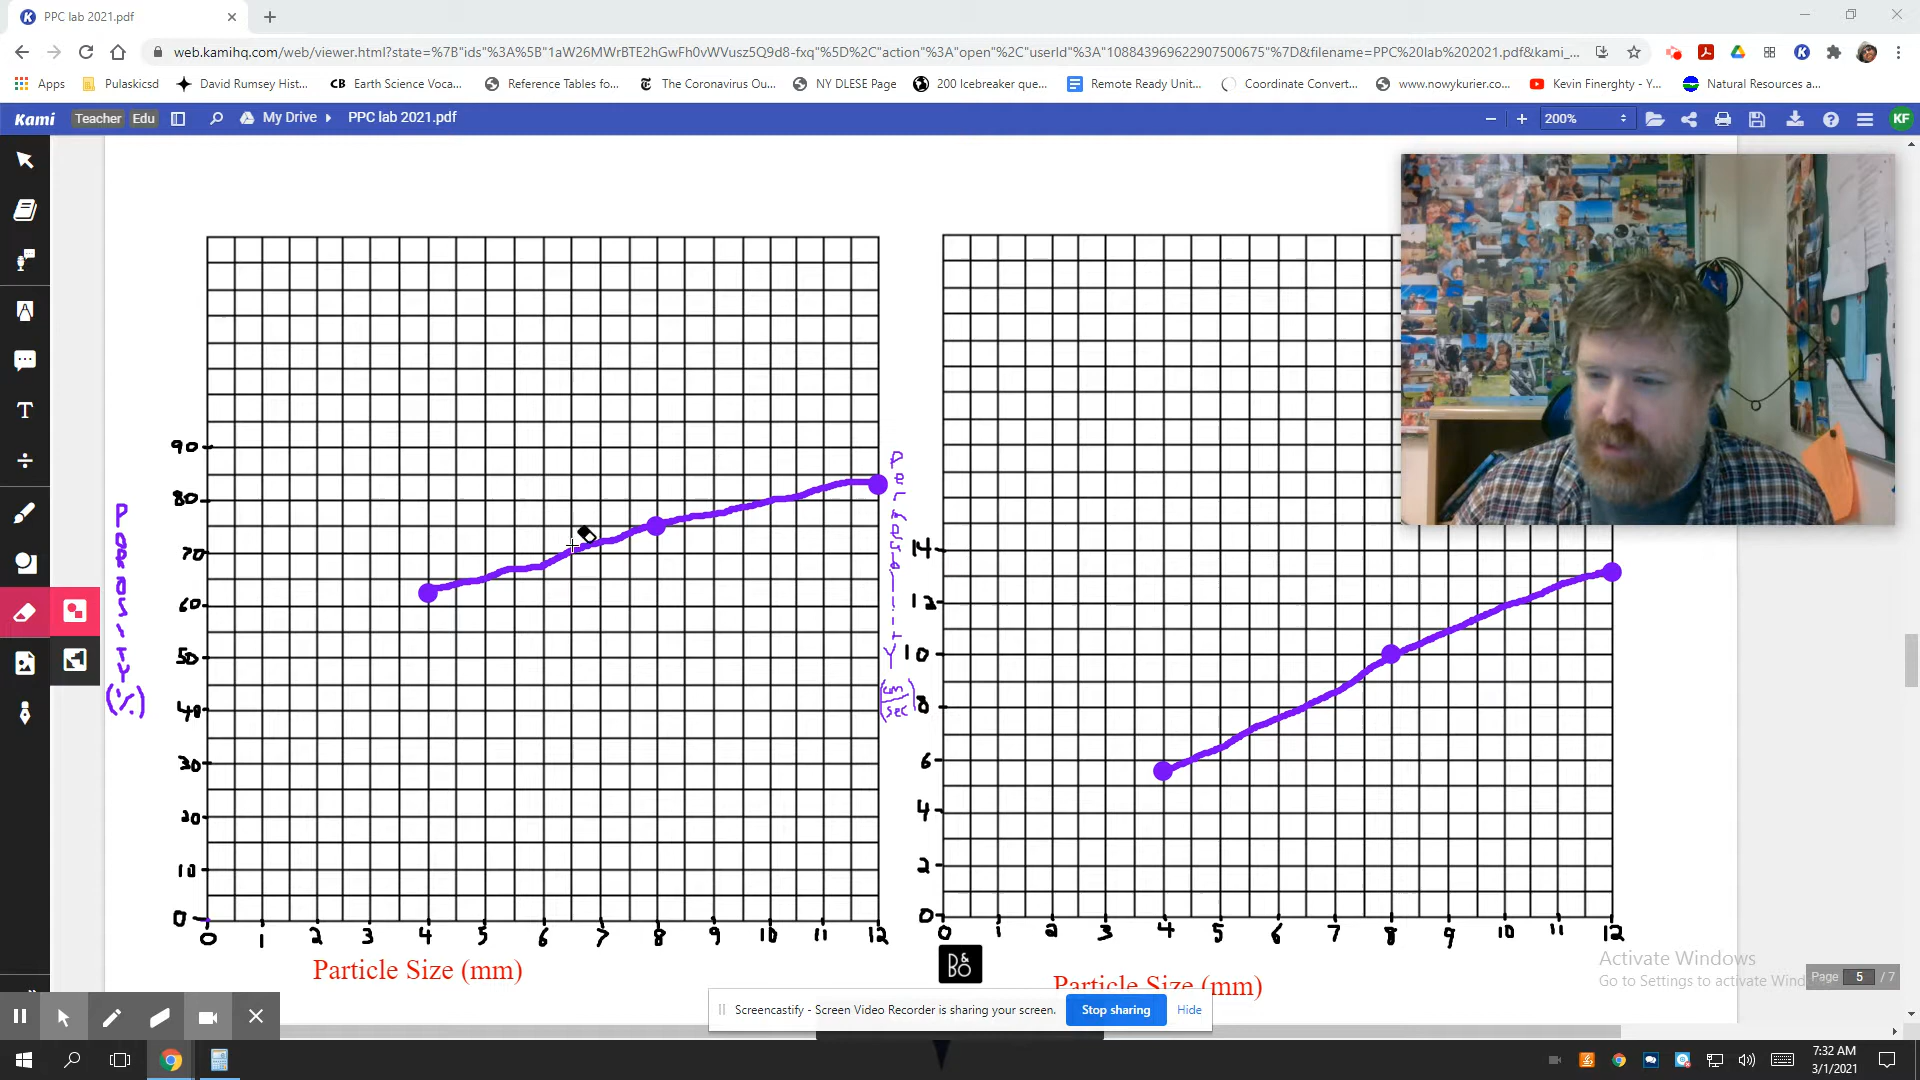 PPC lab 2021.pdf
web.kamihq.com/web/viewer.html?state=%7B"ids"%3A%5B"1aW26MWrBTE2hGwFh0vWVusz5Q9d8-fxq"%5D%2C"action"%3A"open"%2C"userId"%3A"108843969622907500675"%7D&filename=PPC%20lab%202021.pdf&kami_...
Apps Pulaskicsd David Rumsey Hist... CB Earth Science Voca... Reference Tables for... The Coronavirus Ou... NY DLESE Page 200 Icebreaker que... Remote Ready Unit... Coordinate Convert... www.nowykurier.co... Kevin Finerghty - Y... Natural Resources a...
Kami Teacher Edu My Drive PPC lab 2021.pdf 200% KF
Porosity (%)
90
80
70
60
50
40
30
20
10
0
0 1 2 3 4 5 6 7 8 9 10 11 12
Particle Size (mm)
14
12
10
8
6
4
2
0
0 1 2 3 4 5 6 7 8 9 10 11 12
Particle Size (mm)
B&O
Activate Windows
Go to Settings to activate Wind
Page 5 / 7
Screencastify - Screen Video Recorder is sharing your screen. Stop sharing Hide
7:32 AM
3/1/2021